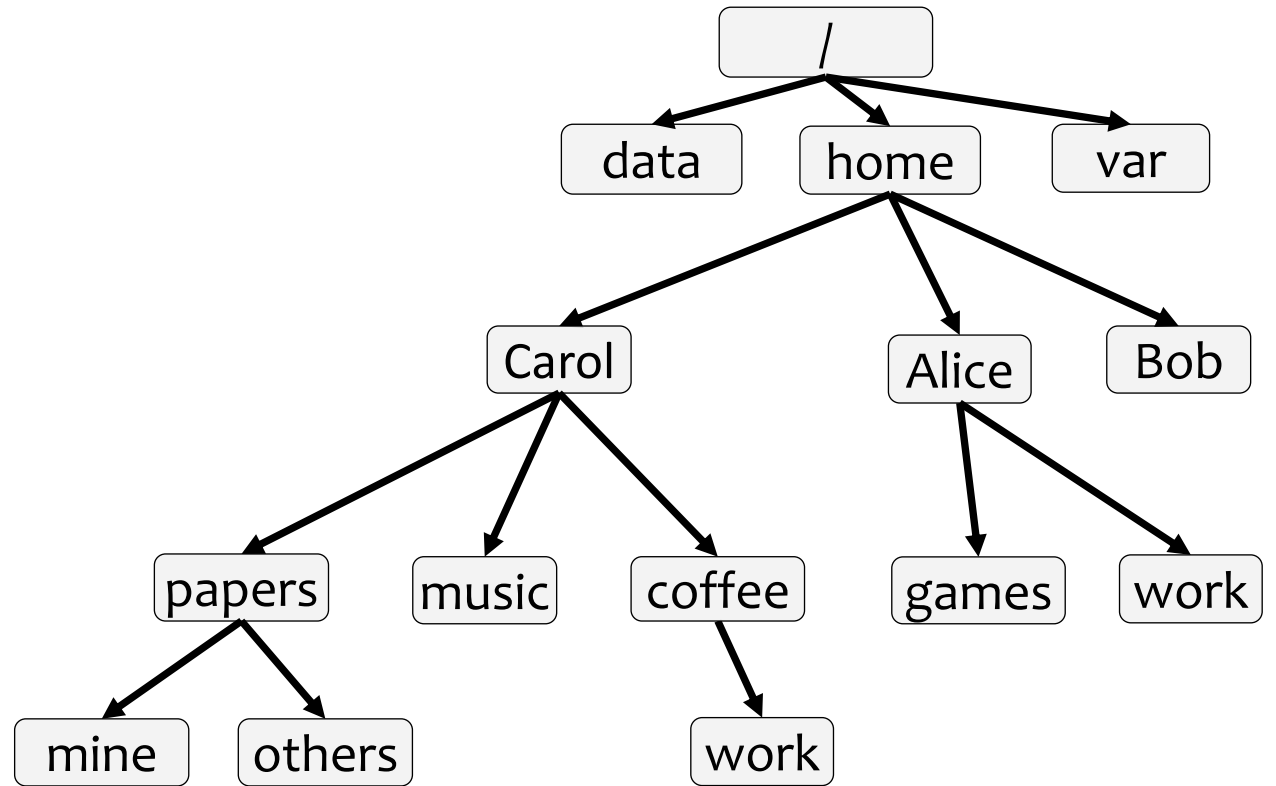 /
data
home
var
Carol
Alice
Bob
papers
music
coffee
games
work
mine
others
work